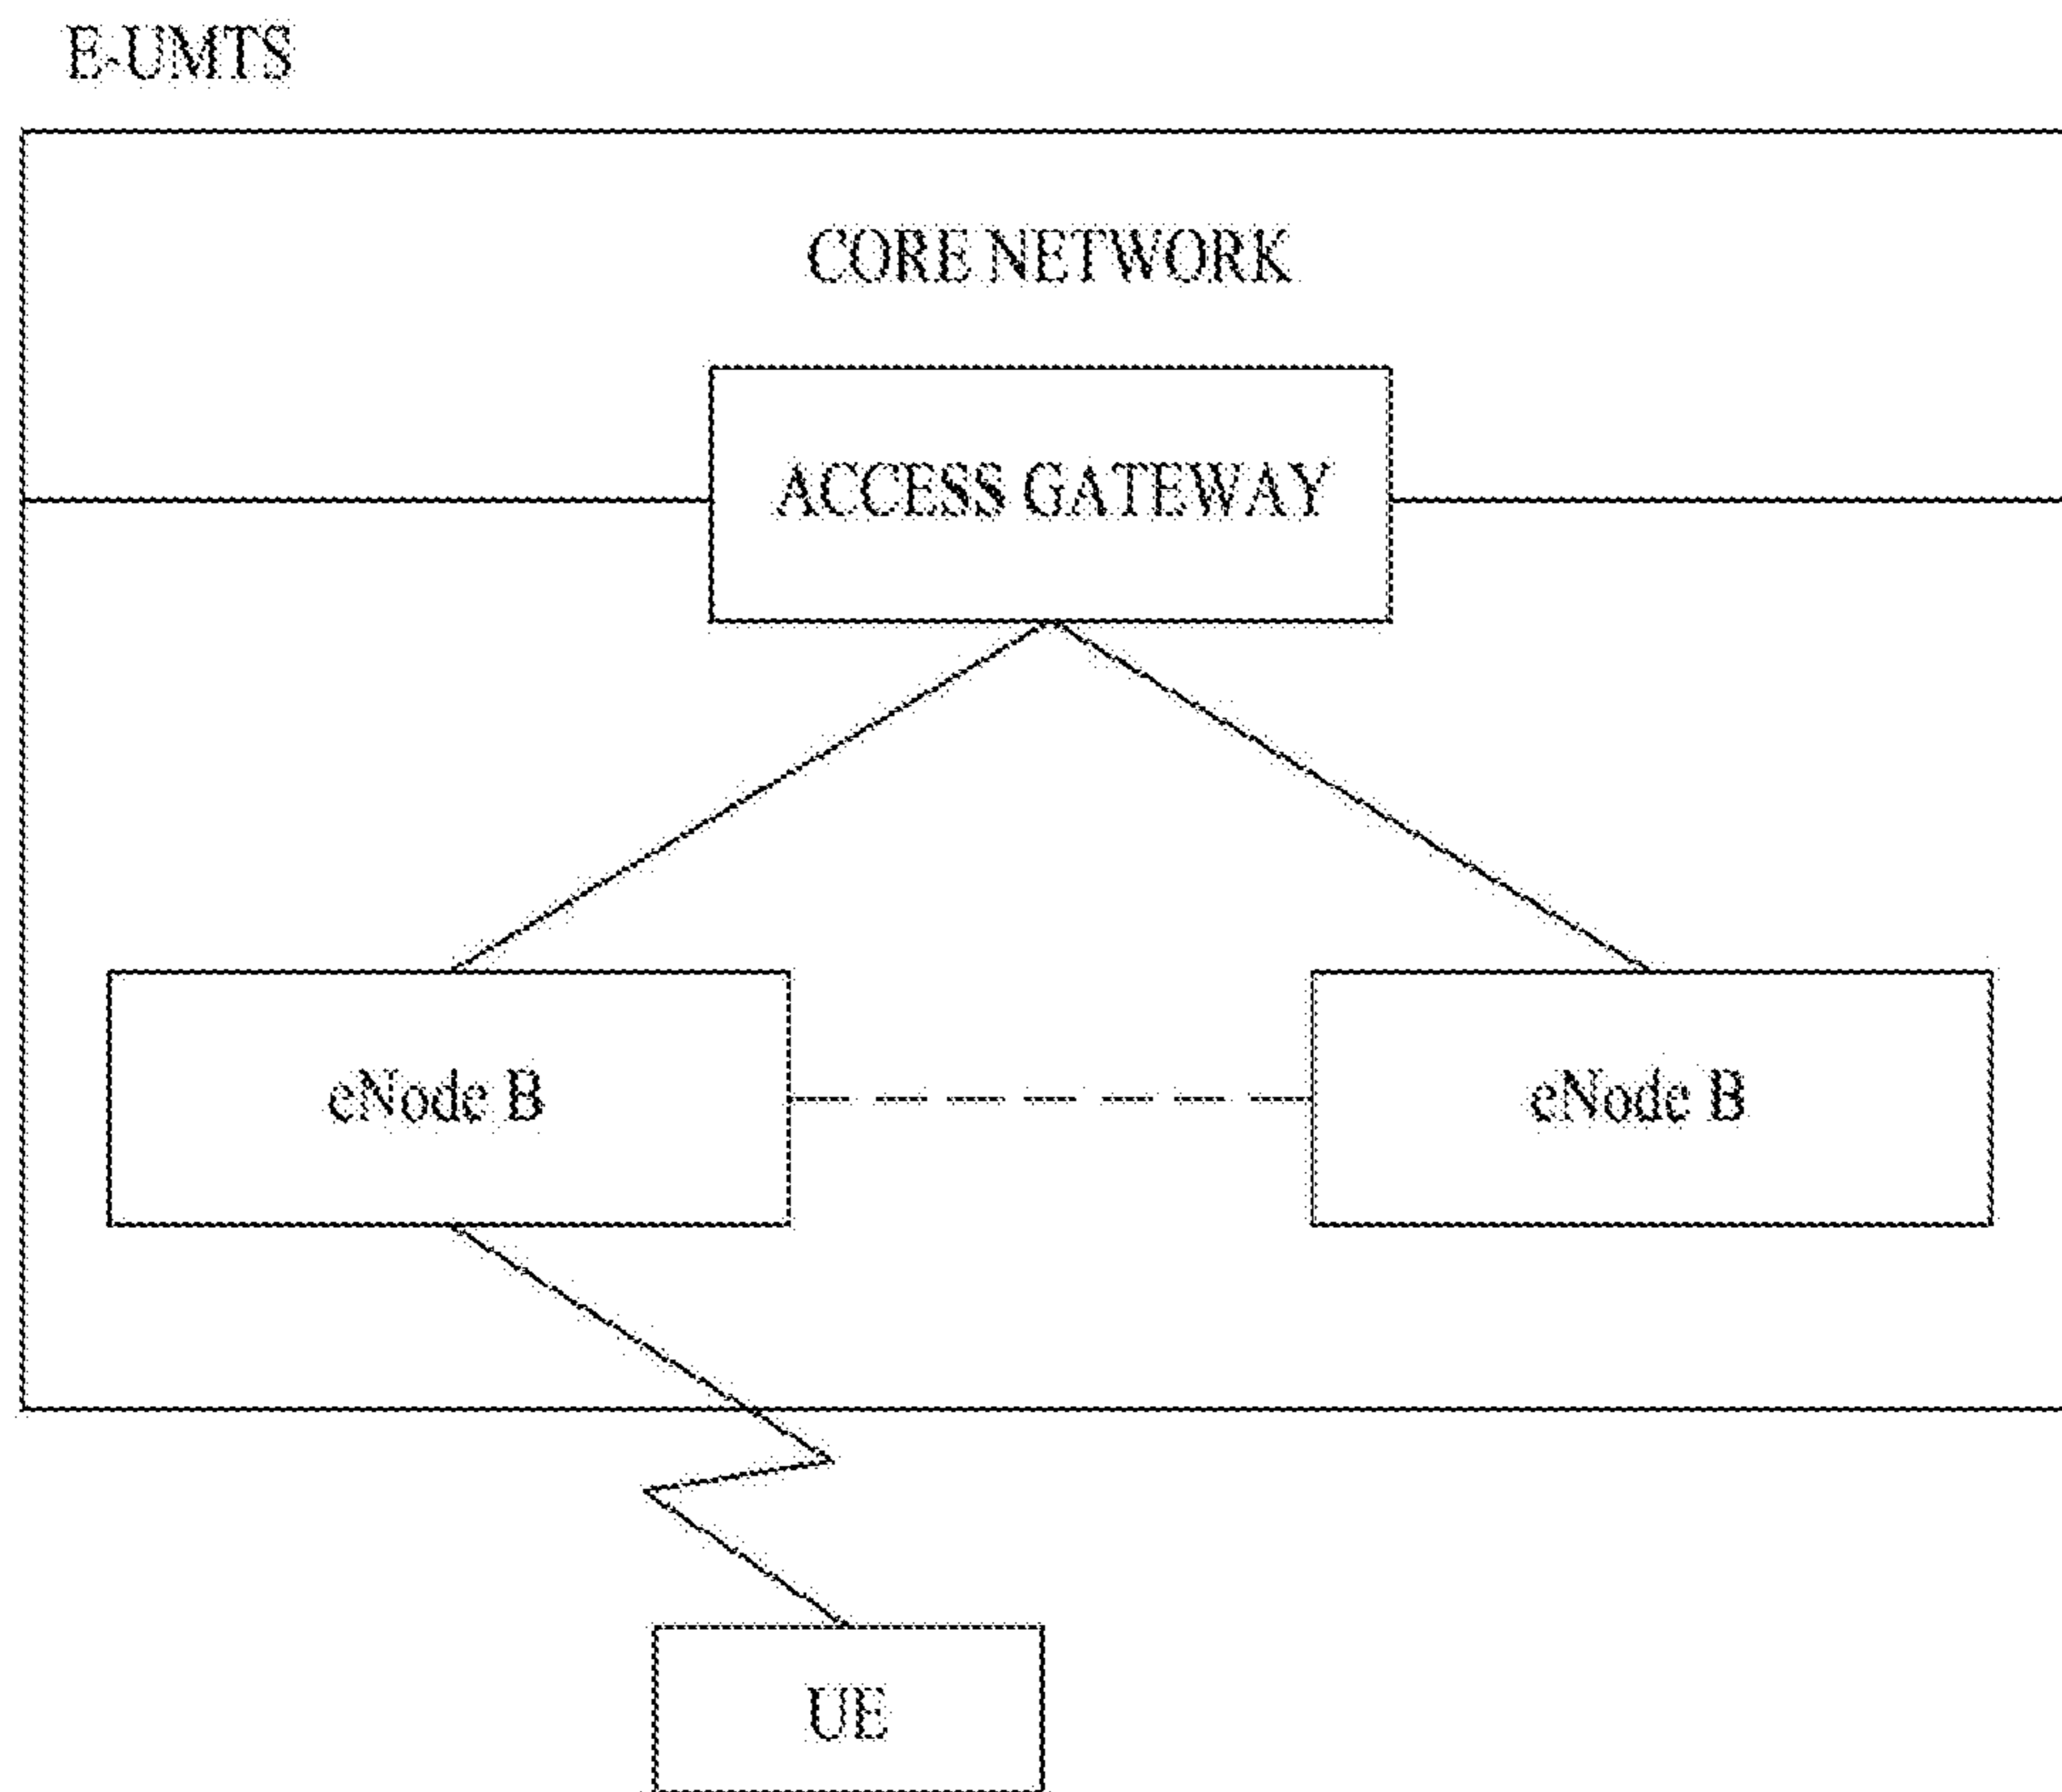 E-UMTS
CORE NETWORK
ACCESS GATEWAY
eNode B
eNode B
UE